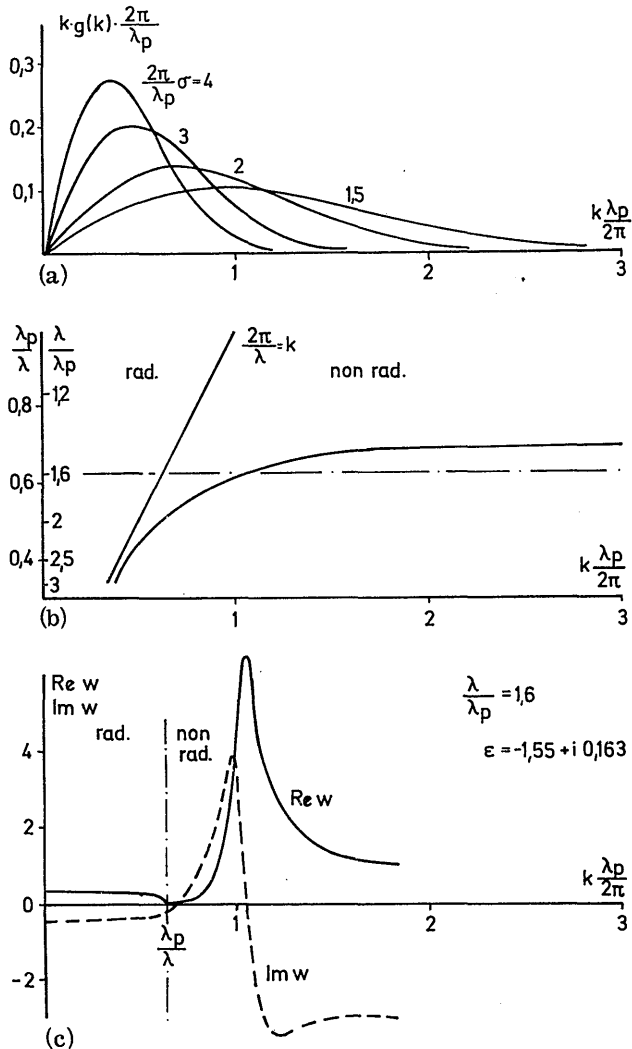 k·g(k)·2π/λp
0,3
0,2
0,1
2π/λp σ=4
3
2
1,5
k λp/2π
1
2
3
(a)
λp/λ
λ/λp
rad.
2π/λ=k
non rad.
0,8
1,2
0,6
1,6
2
0,4
2,5
3
k λp/2π
1
2
3
(b)
Re w
Im w
rad.
non
rad.
λ/λp=1,6
ε=-1,55+i 0,163
4
2
0
-2
Re w
Im w
λp/λ
k λp/2π
1
2
3
(c)